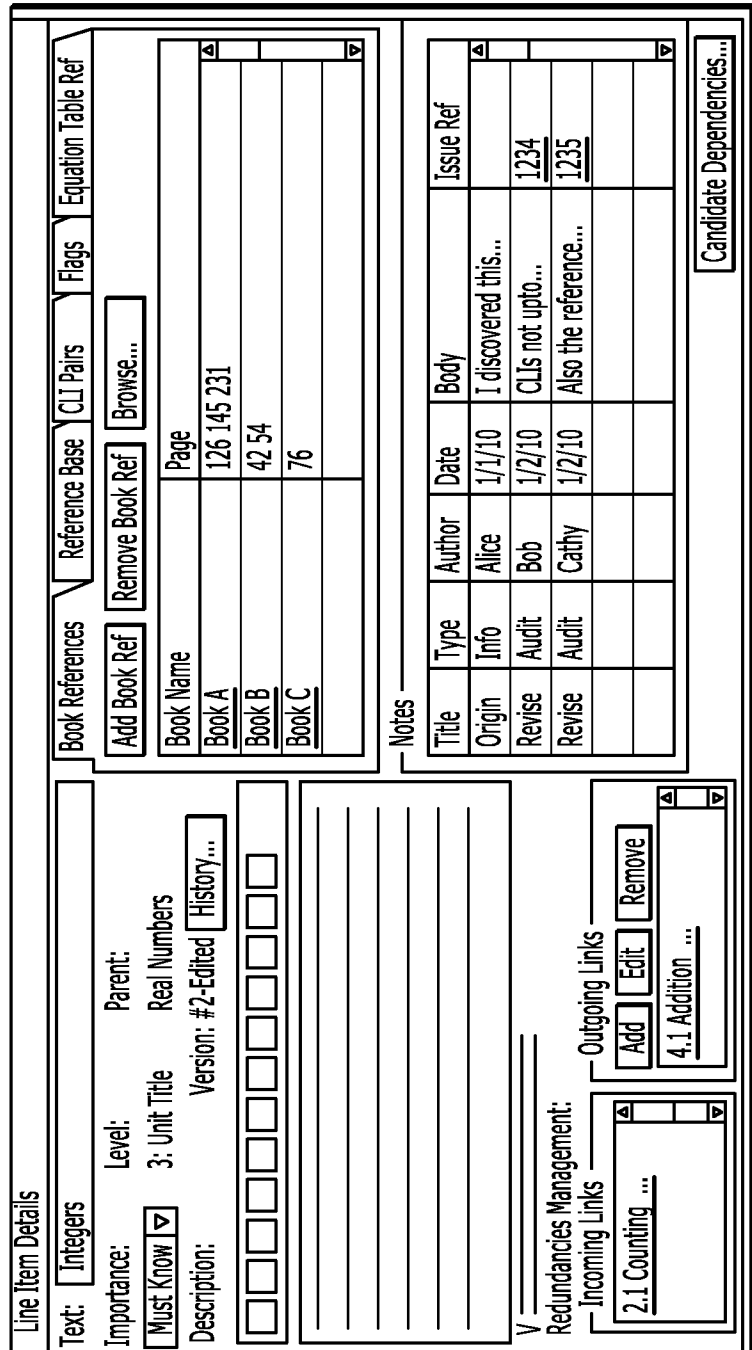 Line Item Details
Text: Integers
Importance: Level: Parent:
Must Know 3: Unit Title Real Numbers
Description: Version: #2-Edited History...
V
Redundancies Management:
Incoming Links
2.1 Counting ...
Outgoing Links
Add Edit Remove
4.1 Addition ...
Book References Reference Base CLI Pairs Flags Equation Table Ref
Add Book Ref Remove Book Ref Browse...
Book Name Page
Book A 126 145 231
Book B 42 54
Book C 76
Notes
Title Type Author Date Body Issue Ref
Origin Info Alice 1/1/10 I discovered this...
Revise Audit Bob 1/2/10 CLIs not upto... 1234
Revise Audit Cathy 1/2/10 Also the reference... 1235
Candidate Dependencies...